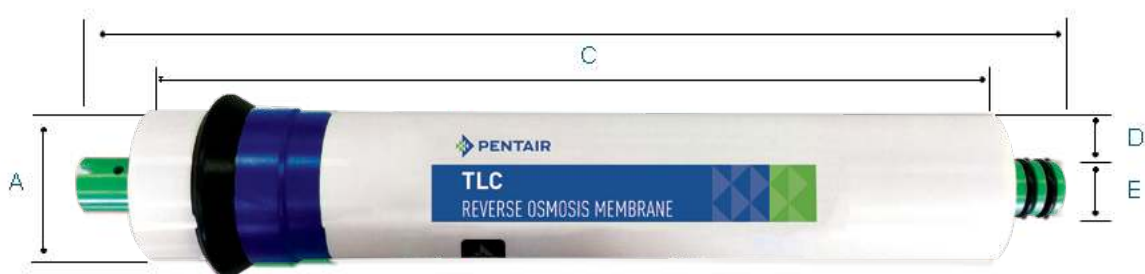 C
A
D
E
PENTAIR
TLC
REVERSE OSMOSIS MEMBRANE